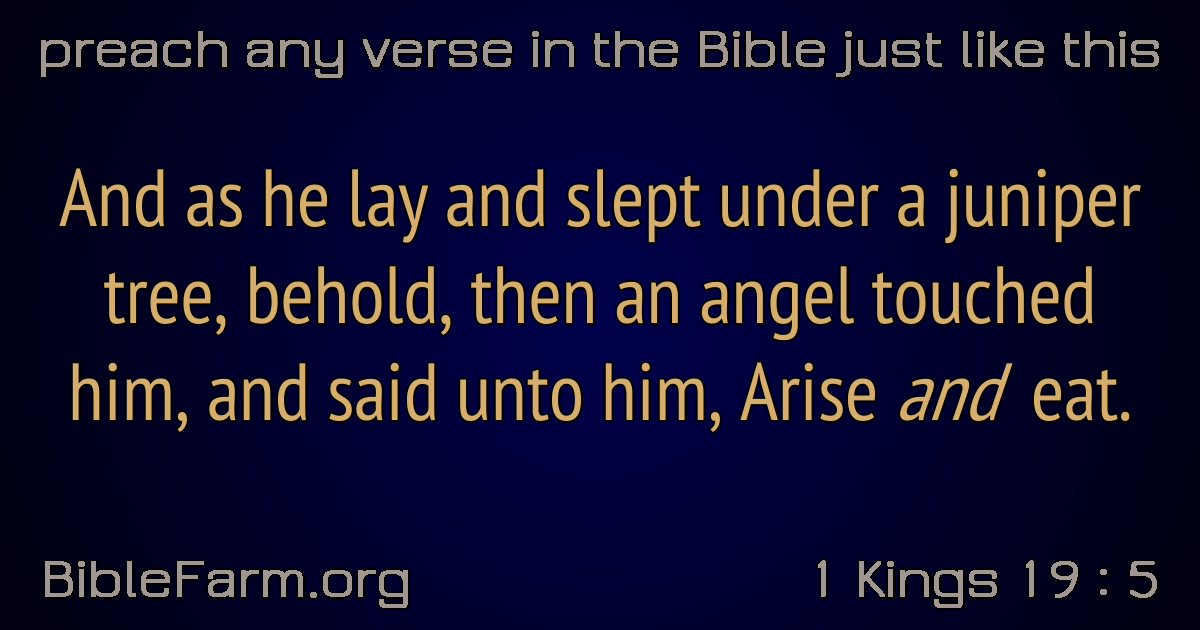 preach any verse in the Bible just like this
And as he lay and slept under a juniper
tree, behold, then an angel touched
him, and said unto him, Arise and eat.
BibleFarm.org
1 Kings 19 : 5